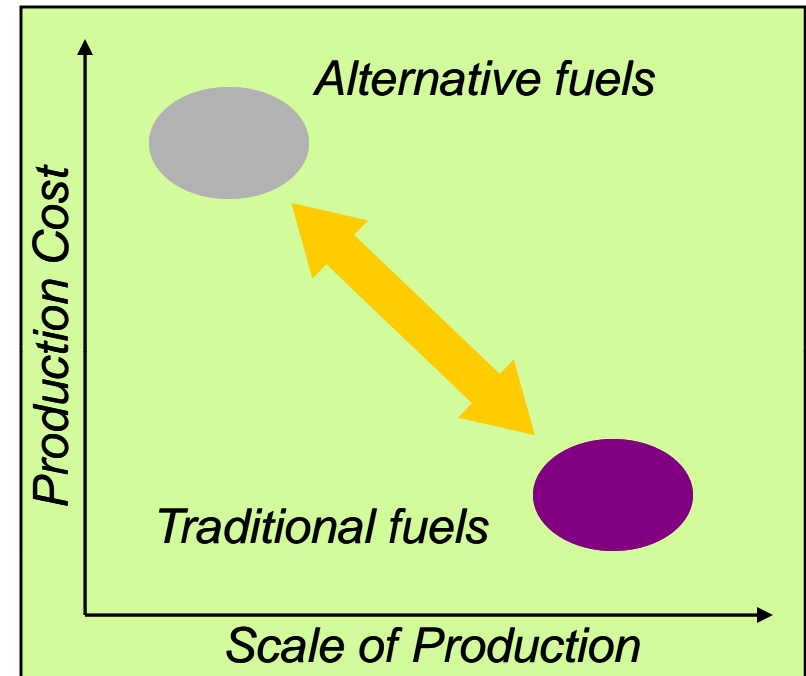 Alternative fuels
Production Cost
Traditional fuels
Scale of Production